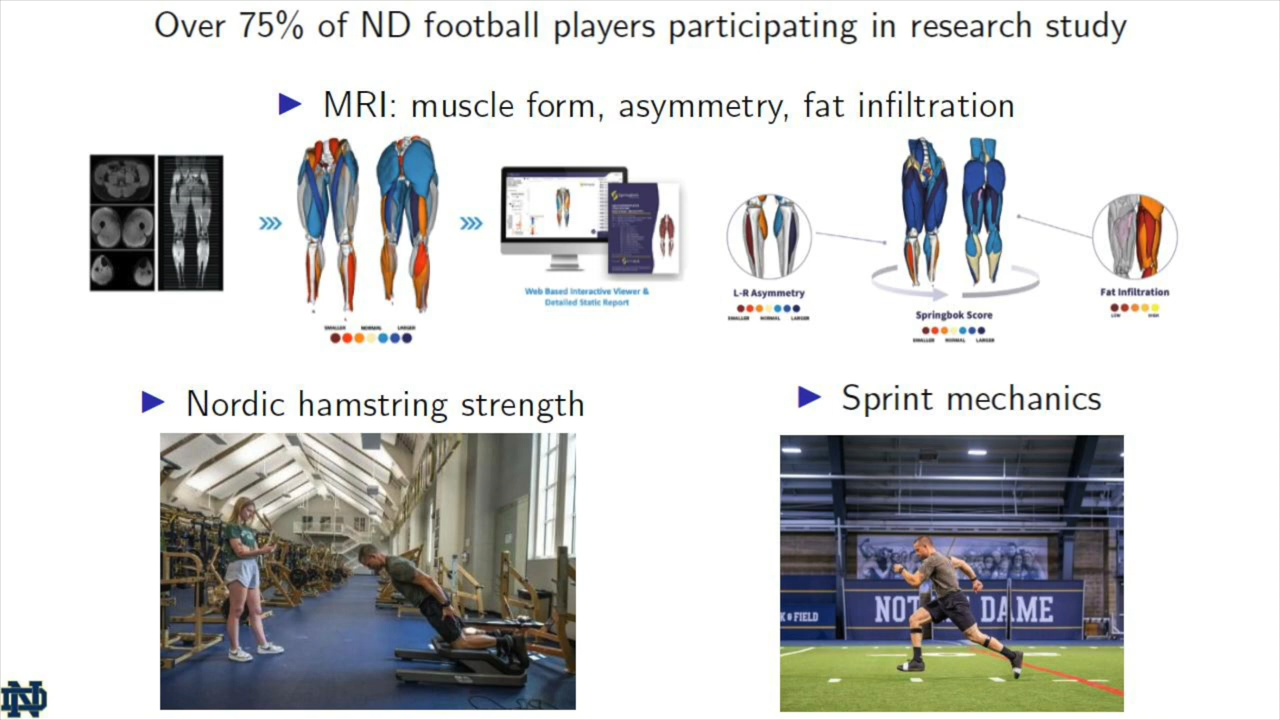 Over 75% of ND football players participating in research study
MRI: muscle form, asymmetry, fat infiltration
SMALLER NORMAL LARGER
Web Based Interactive Viewer &
Detailed Static Report
L-R Asymmetry
SMALLER NORMAL LARGER
Springbok Score
SMALLER NORMAL LARGER
Fat Infiltration
LOW HIGH
Nordic hamstring strength
Sprint mechanics
K & FIELD
NOT DAME
ND